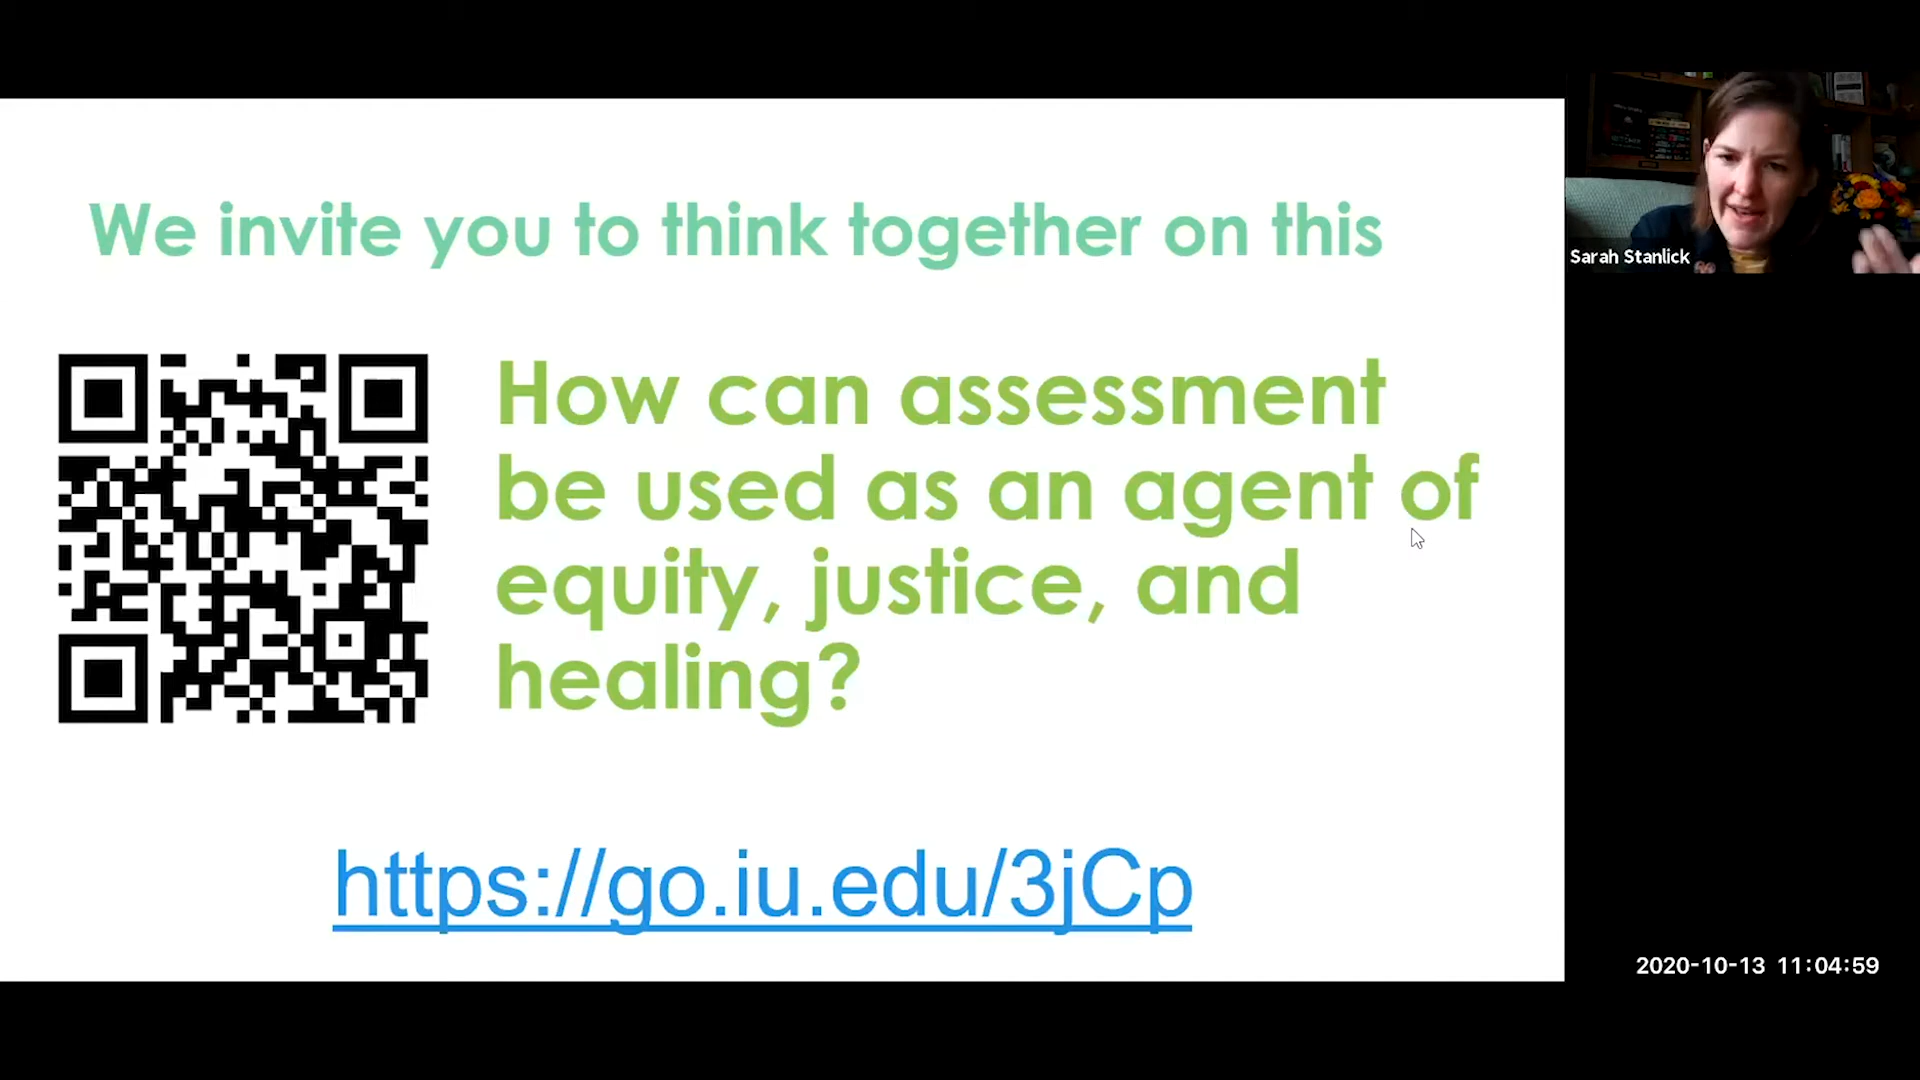 We invite you to think together on this
How can assessment
be used as an agent of
equity, justice, and
healing?
https://go.iu.edu/3jCp
Sarah Stanlick
2020-10-13 11:04:59